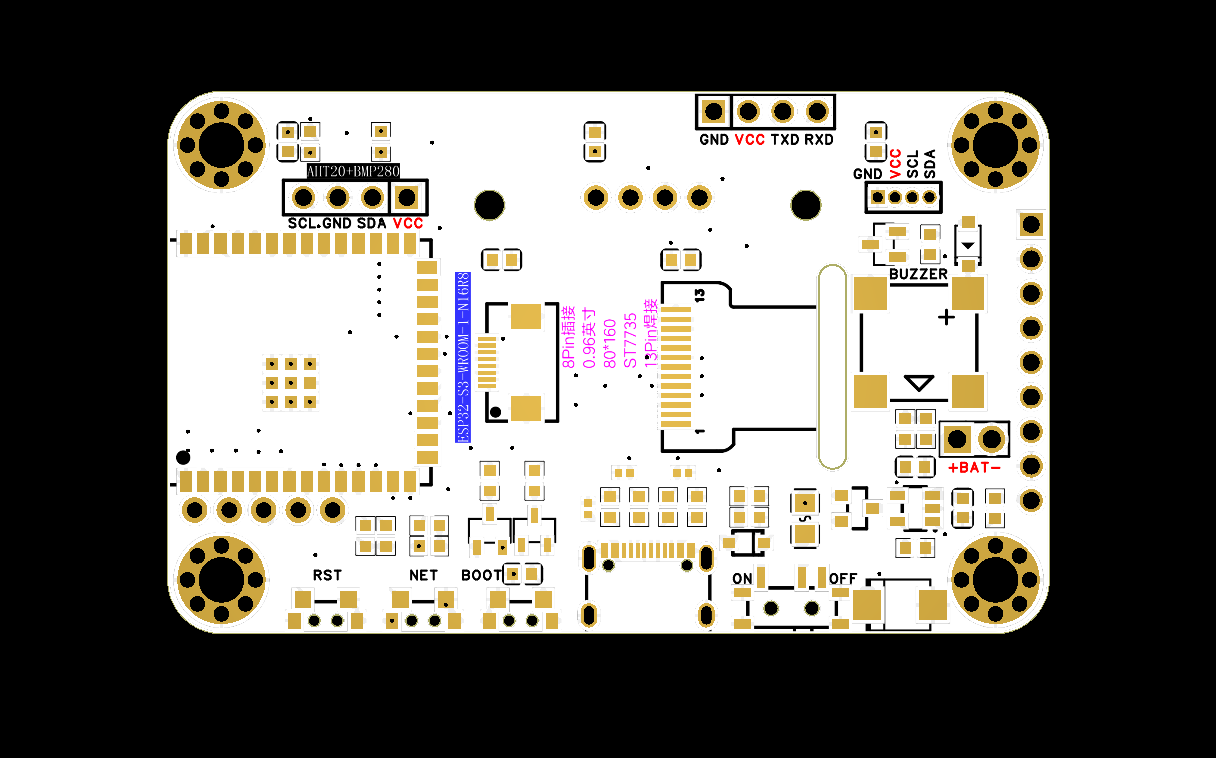 GND VCC TXD RXD
AHT20+BMP280
SCL GND SDA VCC
GND VCC SCL SDA
BUZZER
+
ESP32-S3-WROOM-1-N16R8
8Pin插接
0.96英寸
80*160
ST7735
13Pin焊接
13
1
+BAT-
RST
NET
BOOT
ON
OFF